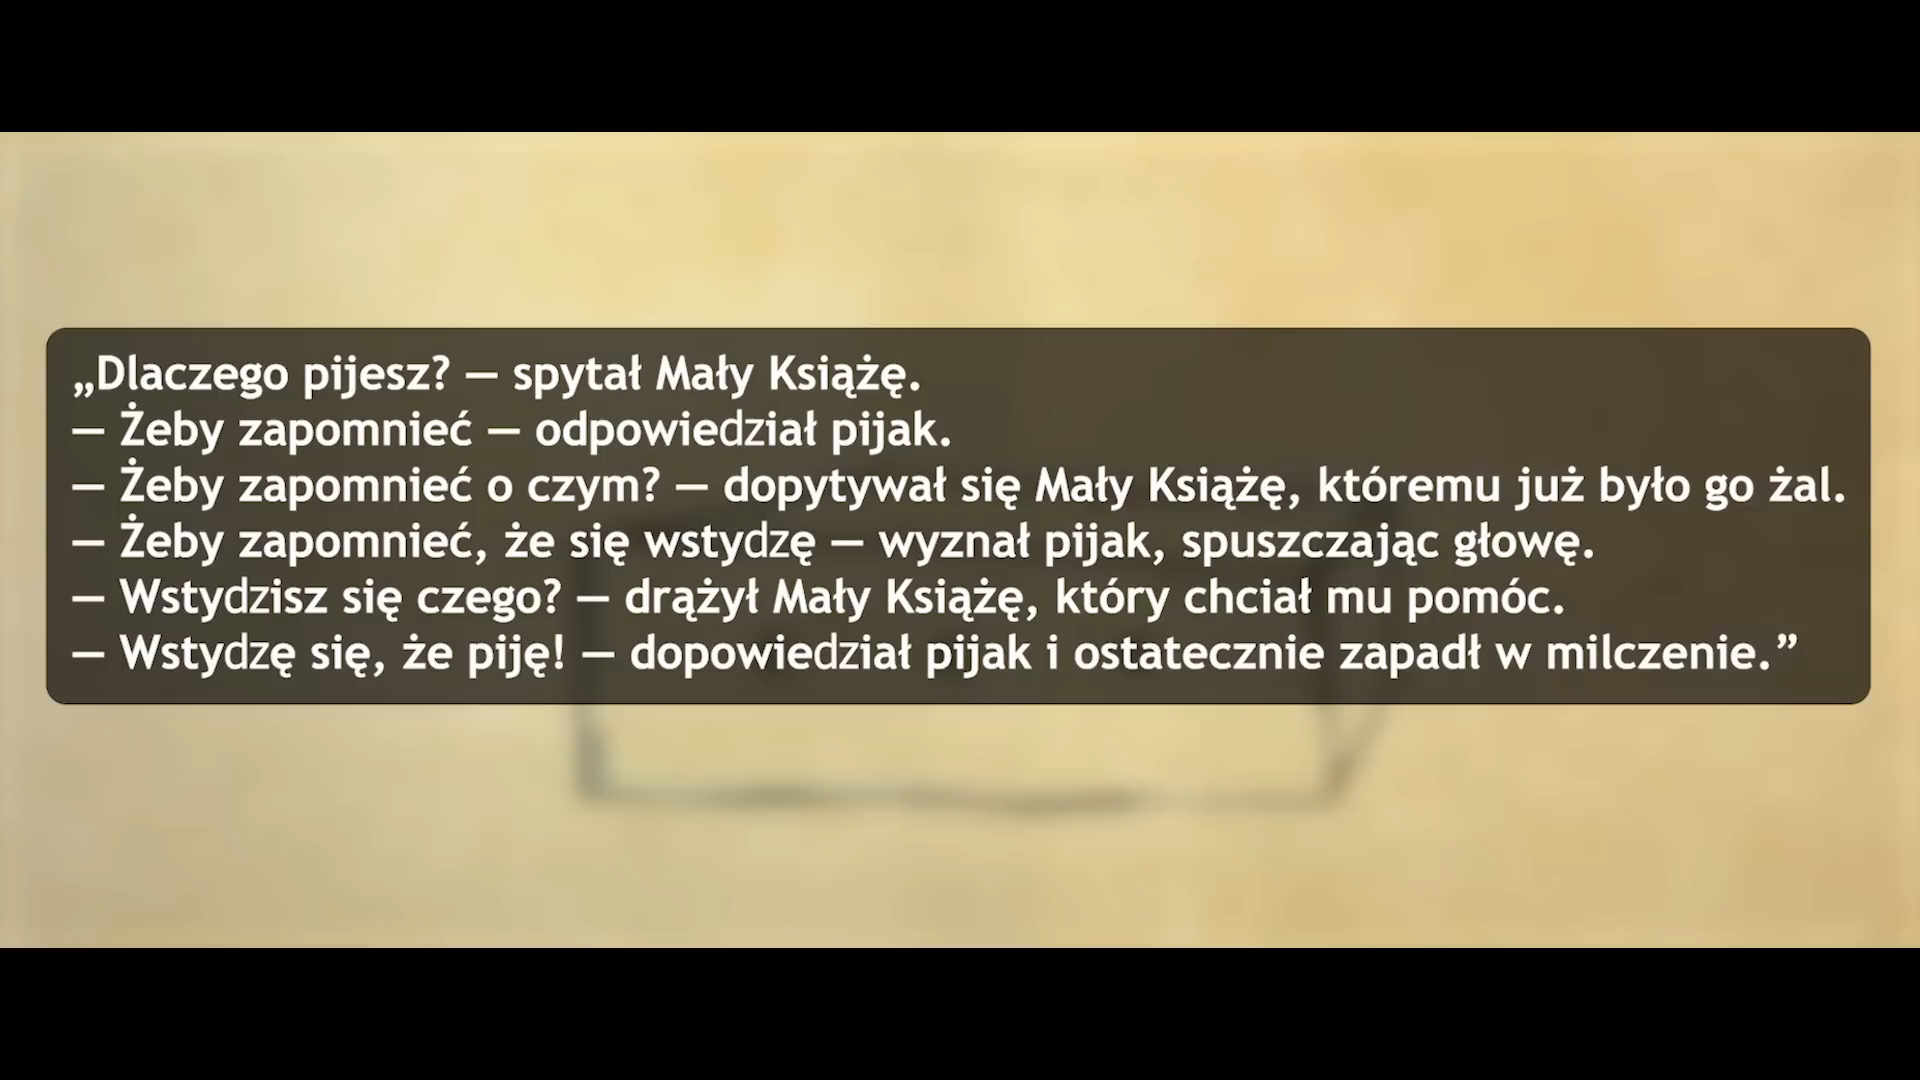 „Dlaczego pijesz? — spytał Mały Książę.
— Żeby zapomnieć — odpowiedział pijak.
— Żeby zapomnieć o czym? — dopytywał się Mały Książę, któremu już było go żal.
— Żeby zapomnieć, że się wstydzę — wyznał pijak, spuszczając głowę.
— Wstydzisz się czego? — drążył Mały Książę, który chciał mu pomóc.
— Wstydzę się, że piję! — dopowiedział pijak i ostatecznie zapadł w milczenie.”